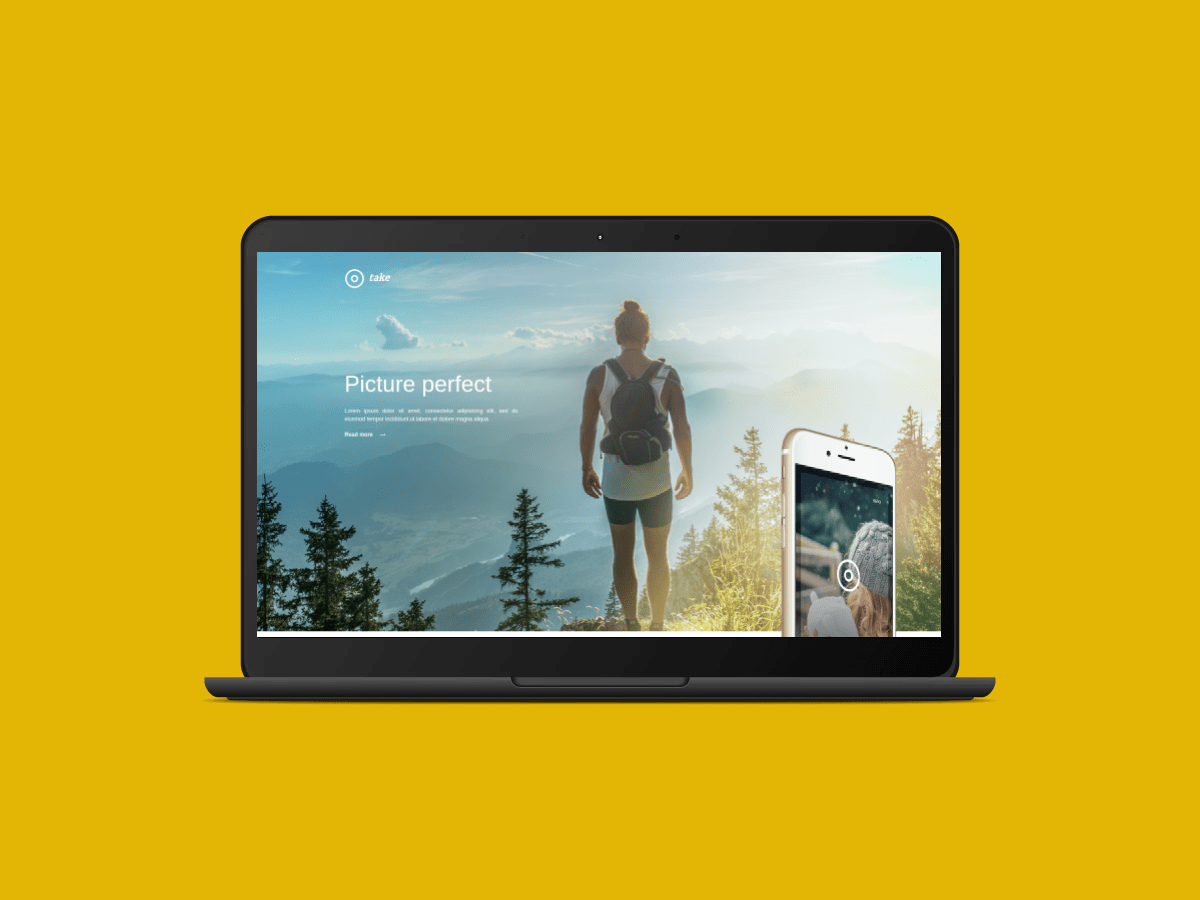 take
Picture perfect
Lorem ipsum dolor sit amet, consectetur adipisicing elit, sed do
eiusmod tempor incididunt ut labore et dolore magna aliqua.
Read more →